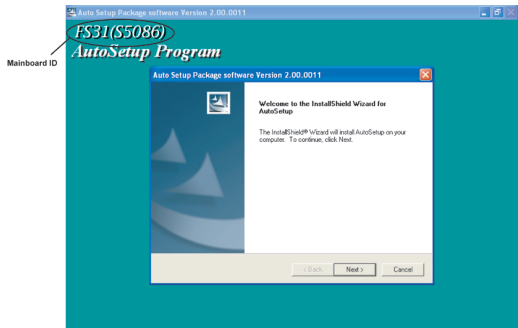 Auto Setup Package software Version 2.00.0011
FS31(S5086)
AutoSetup Program
Mainboard ID
Auto Setup Package software Version 2.00.0011
Welcome to the InstallShield Wizard for
AutoSetup
The InstallShield® Wizard will install AutoSetup on your
computer. To continue, click Next.
< Back
Next >
Cancel